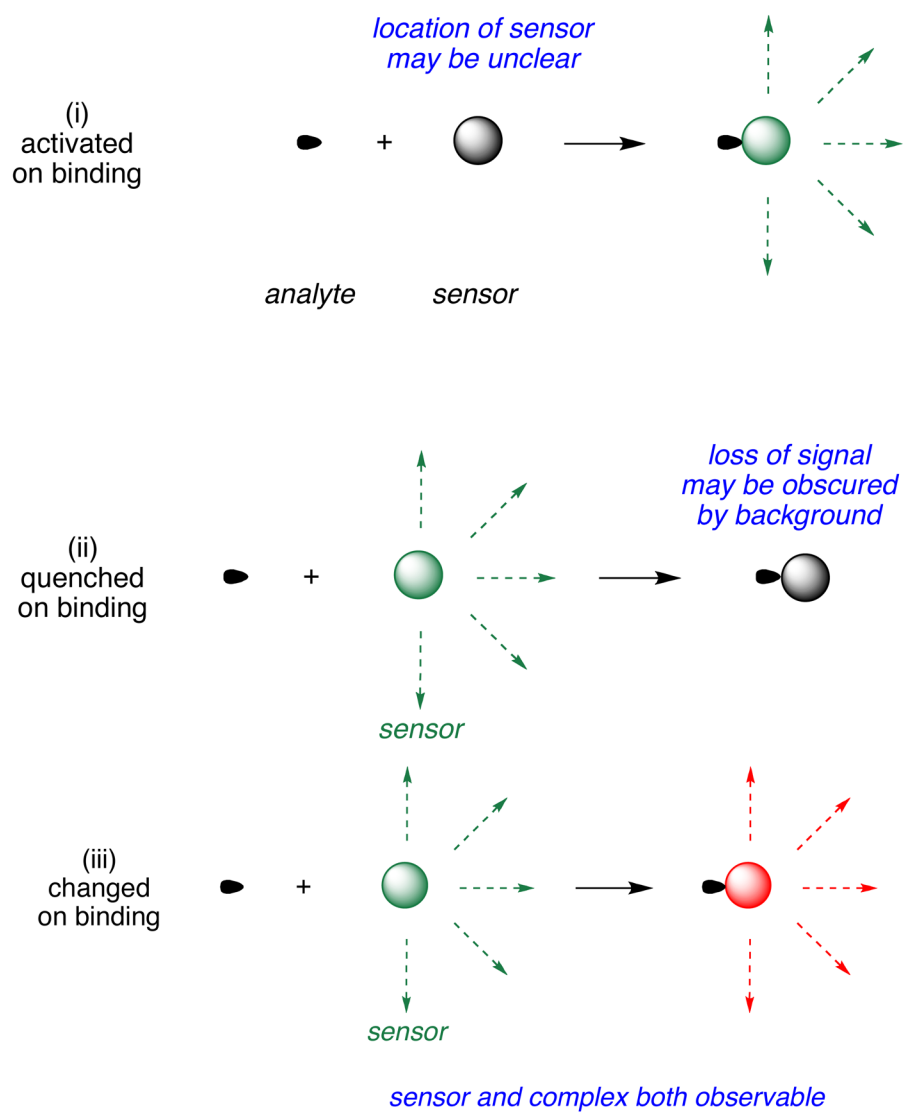 location of sensor
may be unclear
(i)
activated
on binding
+
analyte
sensor
loss of signal
may be obscured
by background
(ii)
quenched
on binding
+
sensor
(iii)
changed
on binding
+
sensor
sensor and complex both observable